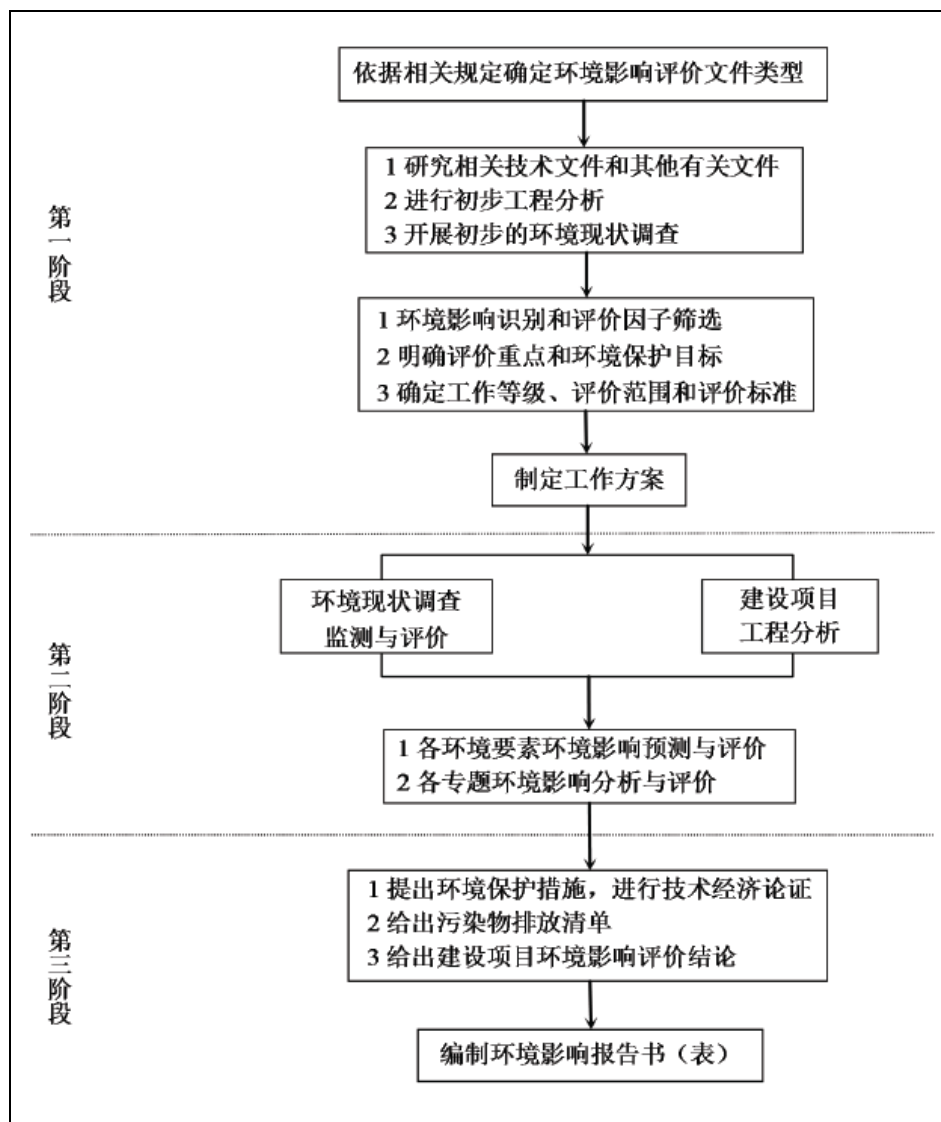 依据相关规定确定环境影响评价文件类型
1 研究相关技术文件和其他有关文件
2 进行初步工程分析
3 开展初步的环境现状调查
第一阶段
1 环境影响识别和评价因子筛选
2 明确评价重点和环境保护目标
3 确定工作等级、评价范围和评价标准
制定工作方案
环境现状调查
监测与评价
建设项目
工程分析
第二阶段
1 各环境要素环境影响预测与评价
2 各专题环境影响分析与评价
1 提出环境保护措施，进行技术经济论证
2 给出污染物排放清单
3 给出建设项目环境影响评价结论
第三阶段
编制环境影响报告书（表）